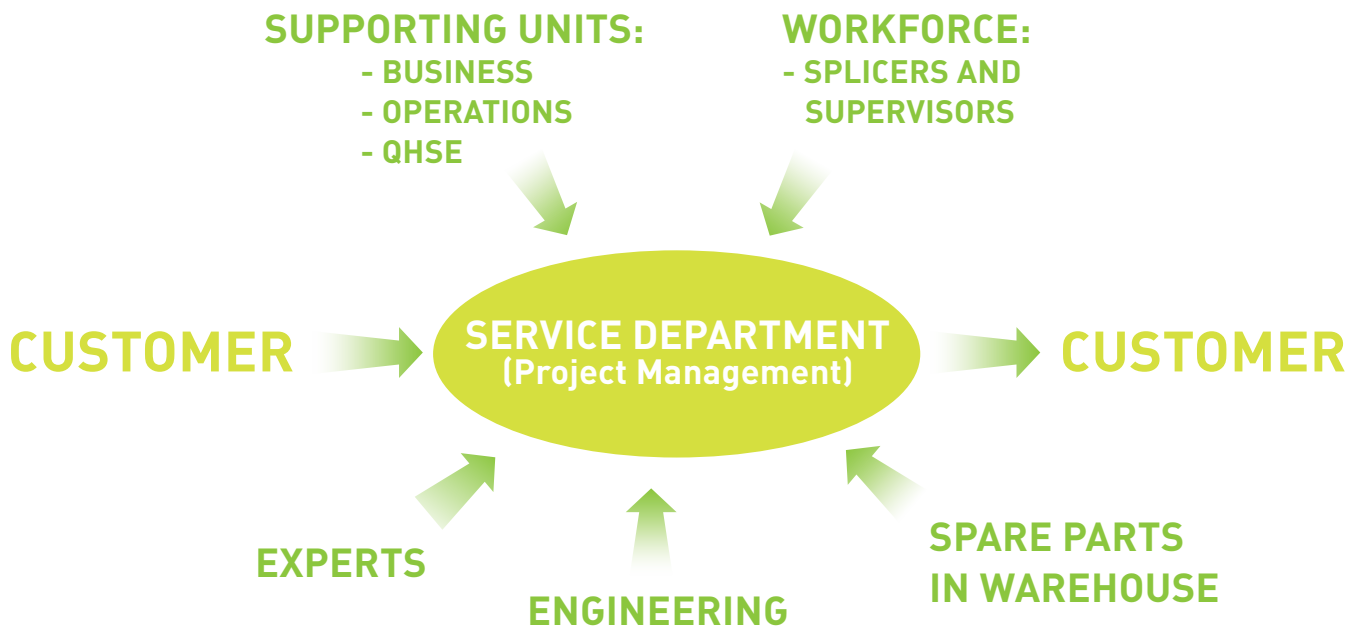 SUPPORTING UNITS:
- BUSINESS
- OPERATIONS
- QHSE
WORKFORCE:
- SPLICERS AND
SUPERVISORS
CUSTOMER
SERVICE DEPARTMENT
(Project Management)
CUSTOMER
EXPERTS
ENGINEERING
SPARE PARTS
IN WAREHOUSE